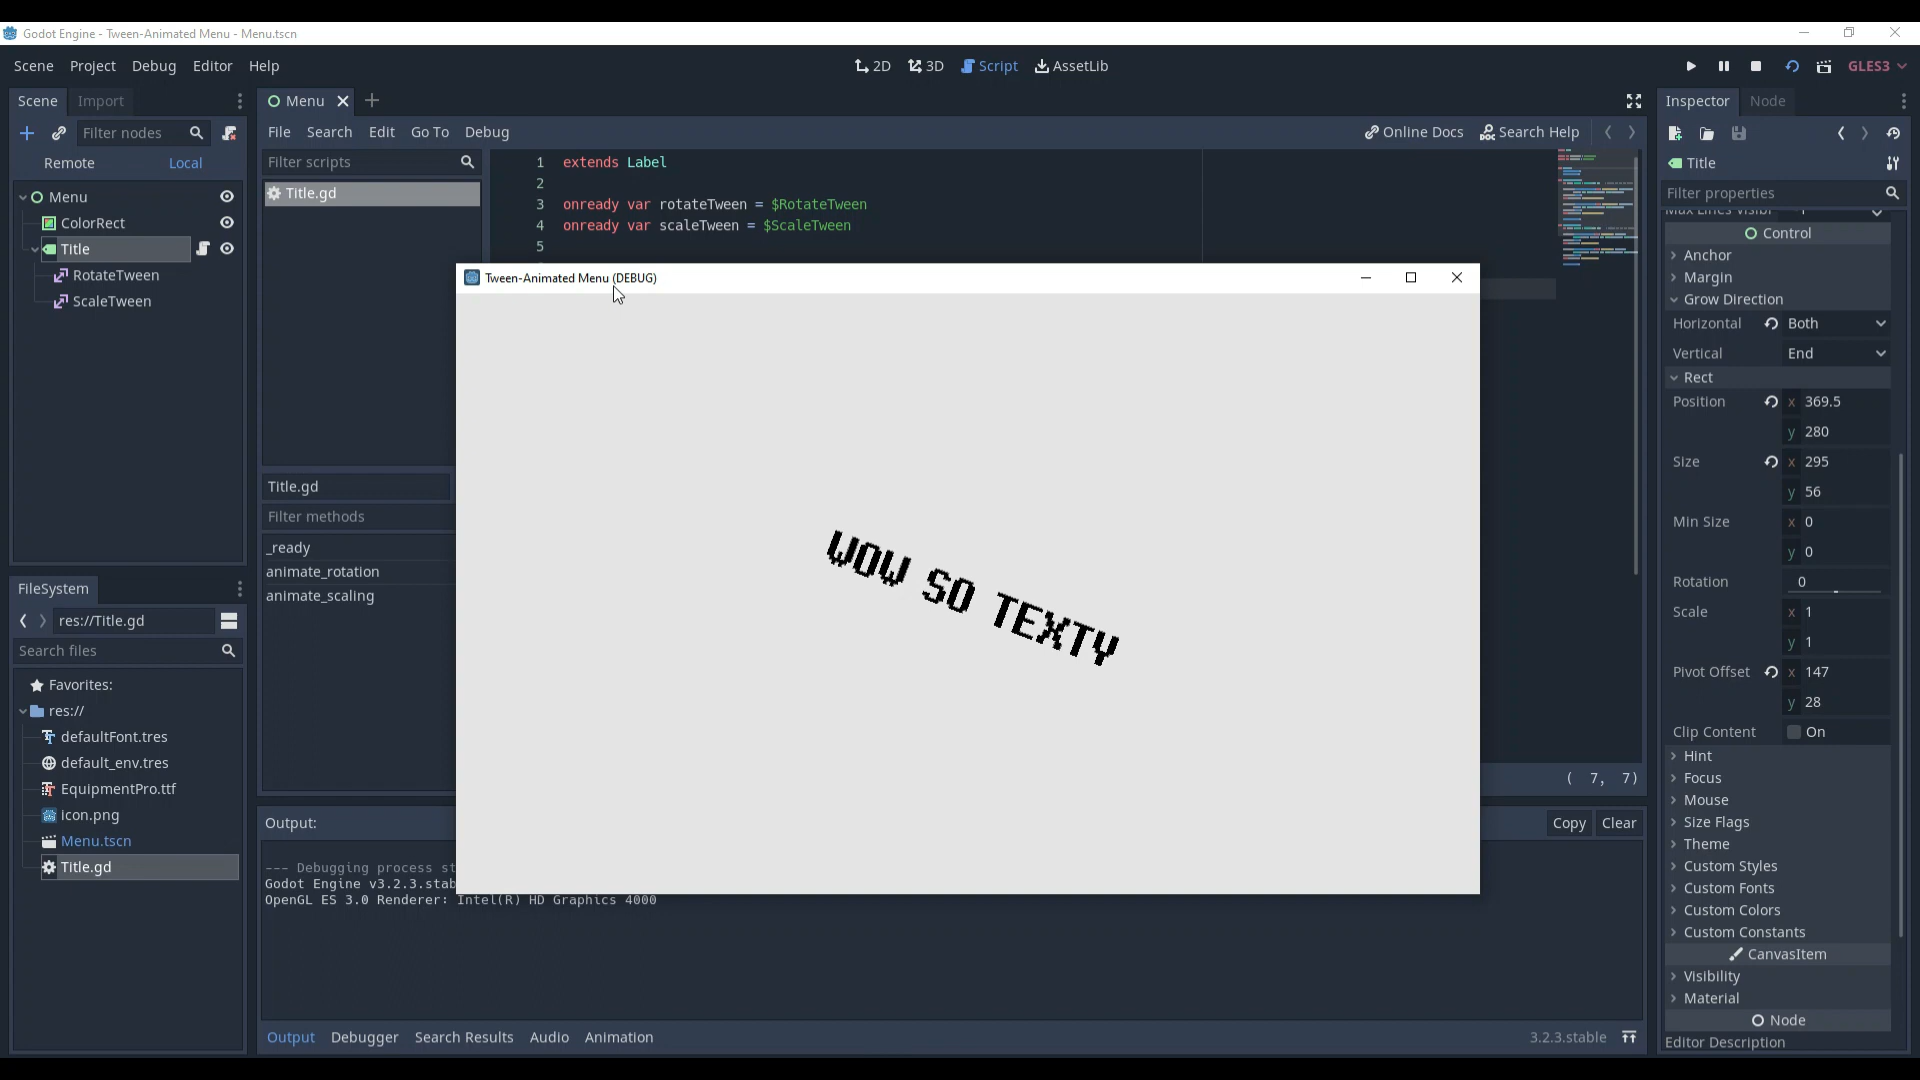 Godot Engine - Tween-Animated Menu - Menu.tscn
Scene Project Debug Editor Help
2D 3D Script AssetLib
GLES3
Scene Import
Filter nodes
Remote Local
Menu
ColorRect
Title
RotateTween
ScaleTween
FileSystem
res://Title.gd
Search files
Favorites:
res://
defaultFont.tres
default_env.tres
EquipmentPro.ttf
icon.png
Menu.tscn
Title.gd
Menu
File Search Edit Go To Debug
Online Docs Search Help
Filter scripts
Title.gd
Title.gd
Filter methods
_ready
animate_rotation
animate_scaling
1 extends Label
2
3 onready var rotateTween = $RotateTween
4 onready var scaleTween = $ScaleTween
5
Tween-Animated Menu (DEBUG)
WOW SO TEXTY
( 7, 7)
Output:
Copy Clear
--- Debugging process st
Godot Engine v3.2.3.stab
OpenGL ES 3.0 Renderer: Intel(R) HD Graphics 4000
Output Debugger Search Results Audio Animation
3.2.3.stable
Inspector Node
Title
Filter properties
Control
Anchor
Margin
Grow Direction
Horizontal Both
Vertical End
Rect
Position x 369.5
y 280
Size x 295
y 56
Min Size x 0
y 0
Rotation 0
Scale x 1
y 1
Pivot Offset x 147
y 28
Clip Content On
Hint
Focus
Mouse
Size Flags
Theme
Custom Styles
Custom Fonts
Custom Colors
Custom Constants
CanvasItem
Visibility
Material
Node
Editor Description